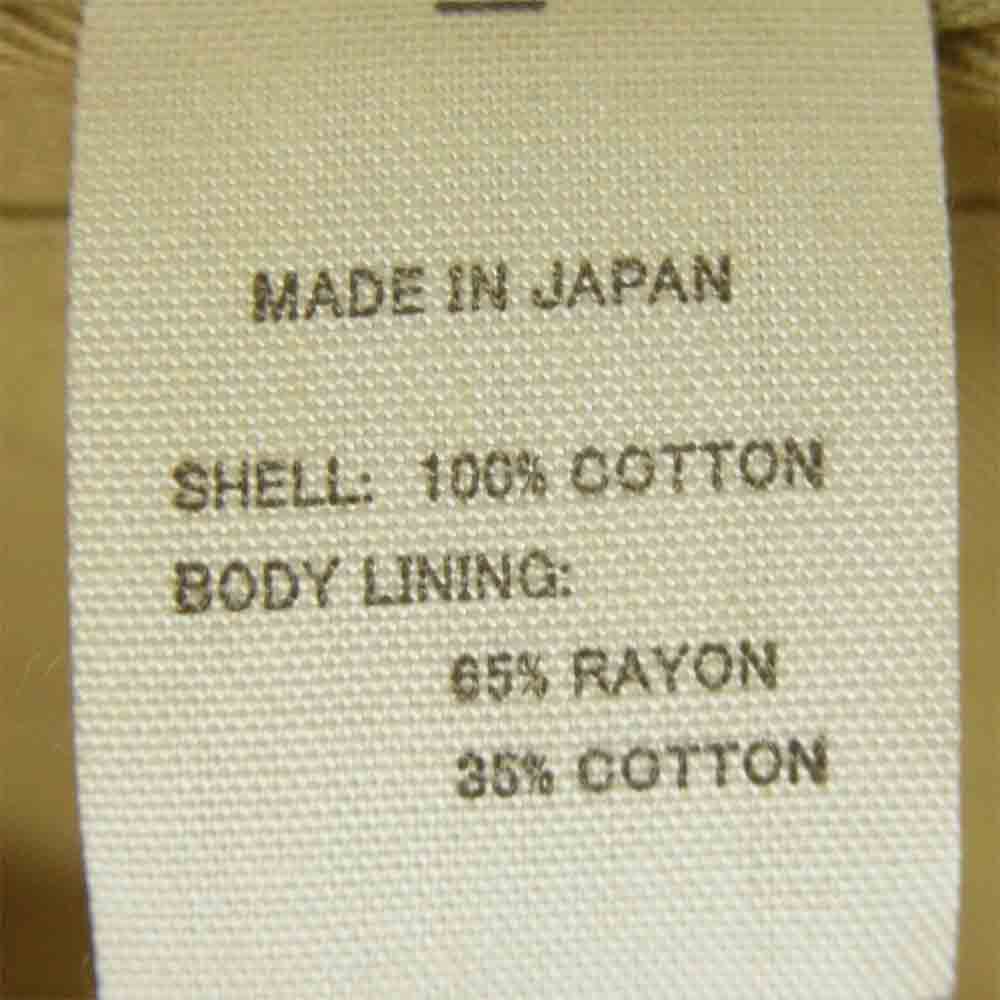 MADE IN JAPAN
SHELL: 100% COTTON
BODY LINING:
65% RAYON
35% COTTON